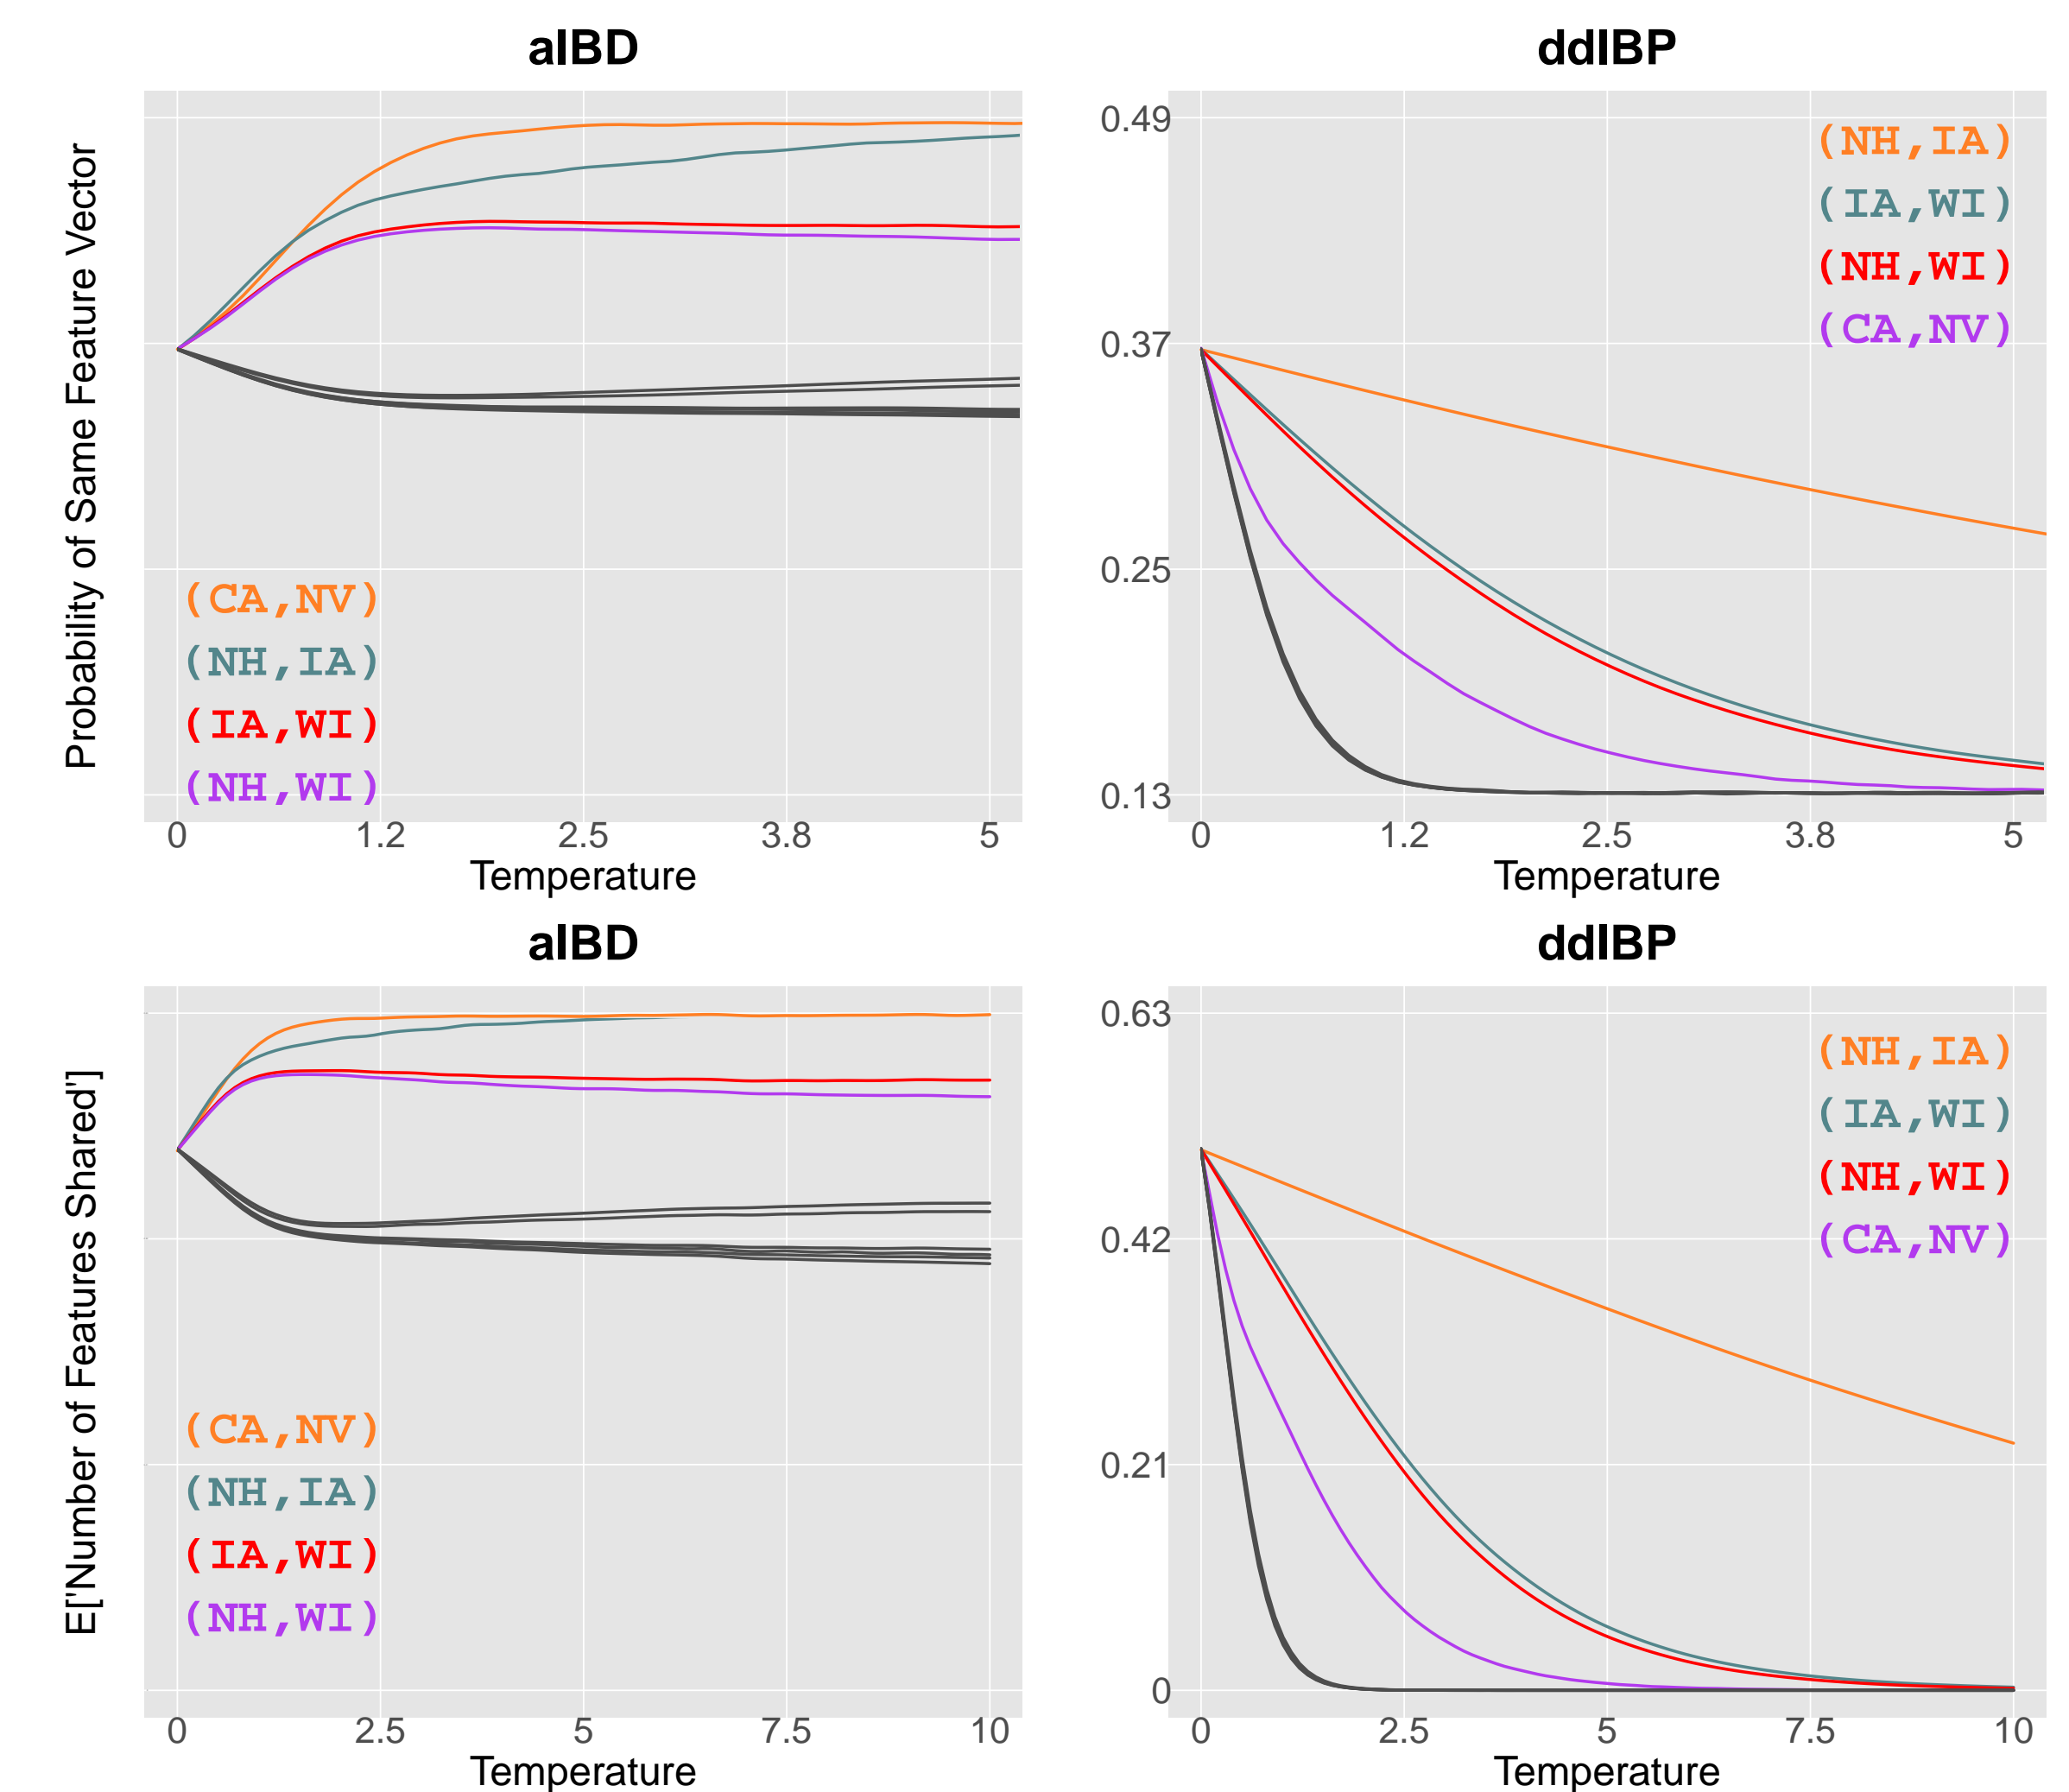 aIBD
Probability of Same Feature Vector
(CA,NV)
(NH,IA)
(IA,WI)
(NH,WI)
0 1.2 2.5 3.8 5
Temperature
ddIBP
0.49
0.37
0.25
0.13
(NH,IA)
(IA,WI)
(NH,WI)
(CA,NV)
0 1.2 2.5 3.8 5
Temperature
aIBD
E['Number of Features Shared']
(CA,NV)
(NH,IA)
(IA,WI)
(NH,WI)
0 2.5 5 7.5 10
Temperature
ddIBP
0.63
0.42
0.21
0
(NH,IA)
(IA,WI)
(NH,WI)
(CA,NV)
0 2.5 5 7.5 10
Temperature